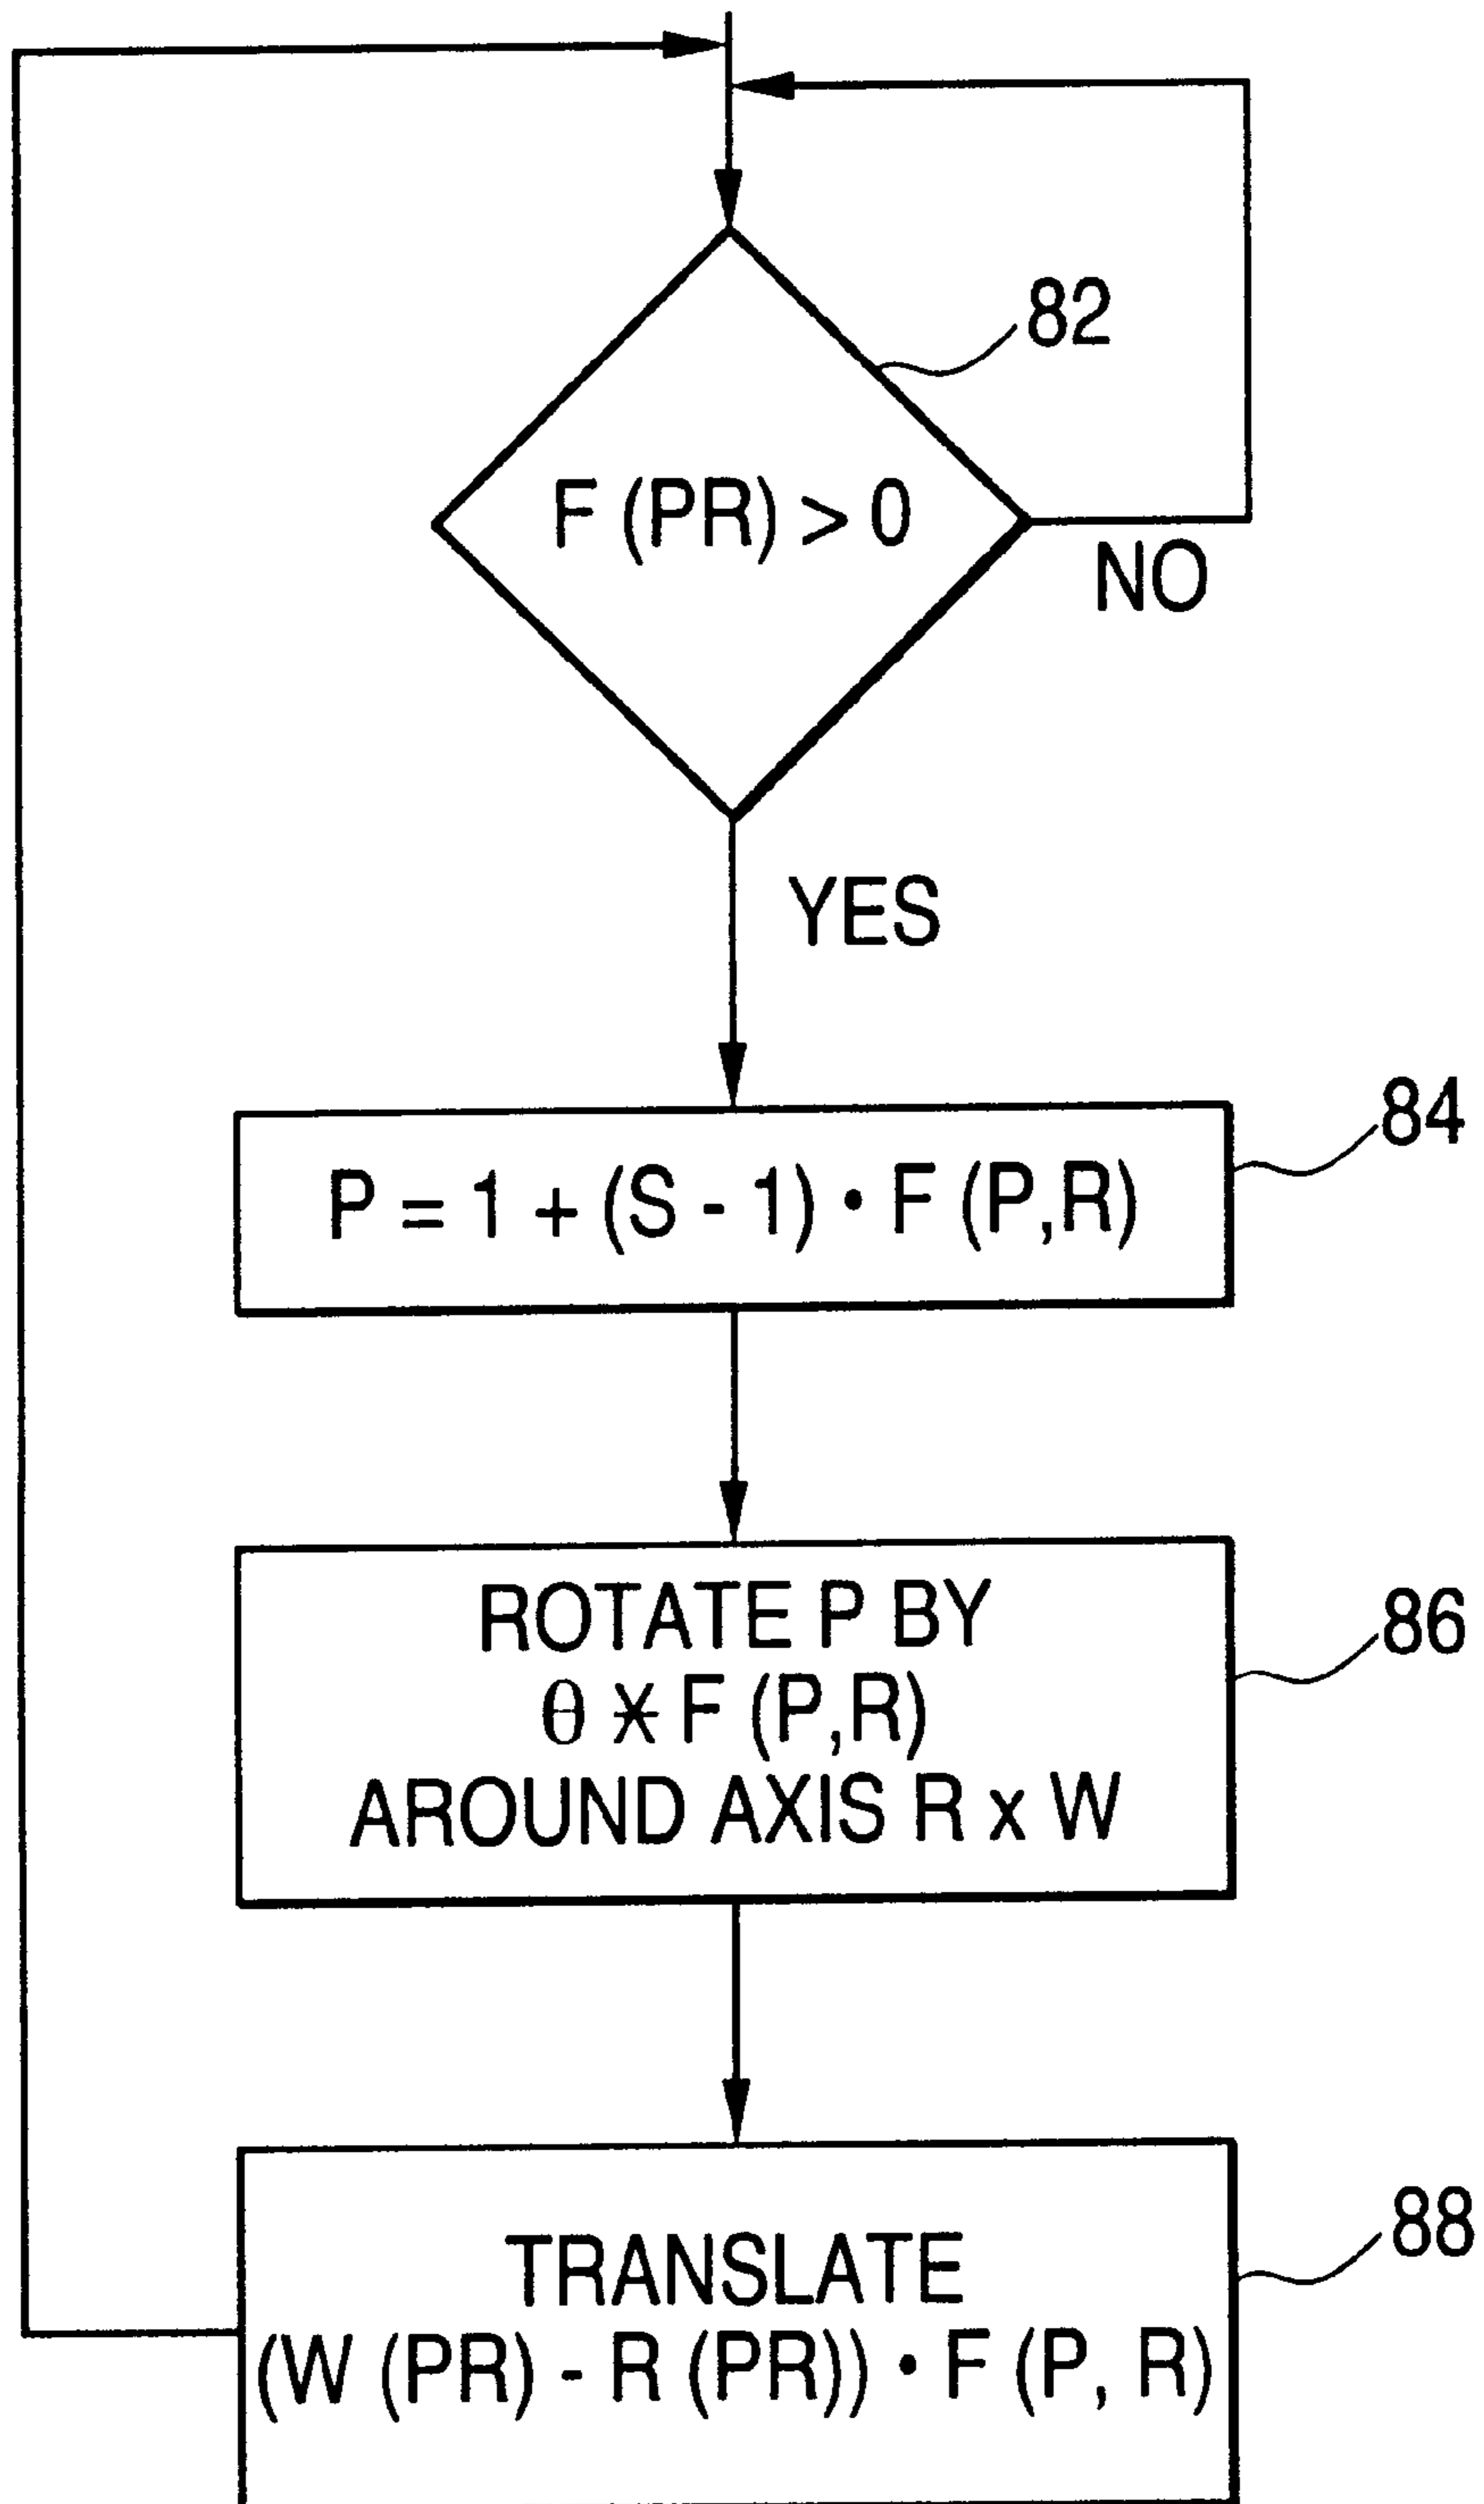 82
F (PR) > 0
NO
YES
84
P = 1 + (S - 1) • F (P,R)
86
ROTATE P BY
θ * F (P,R)
AROUND AXIS R x W
88
TRANSLATE
(W (PR) - R (PR)) • F (P, R)